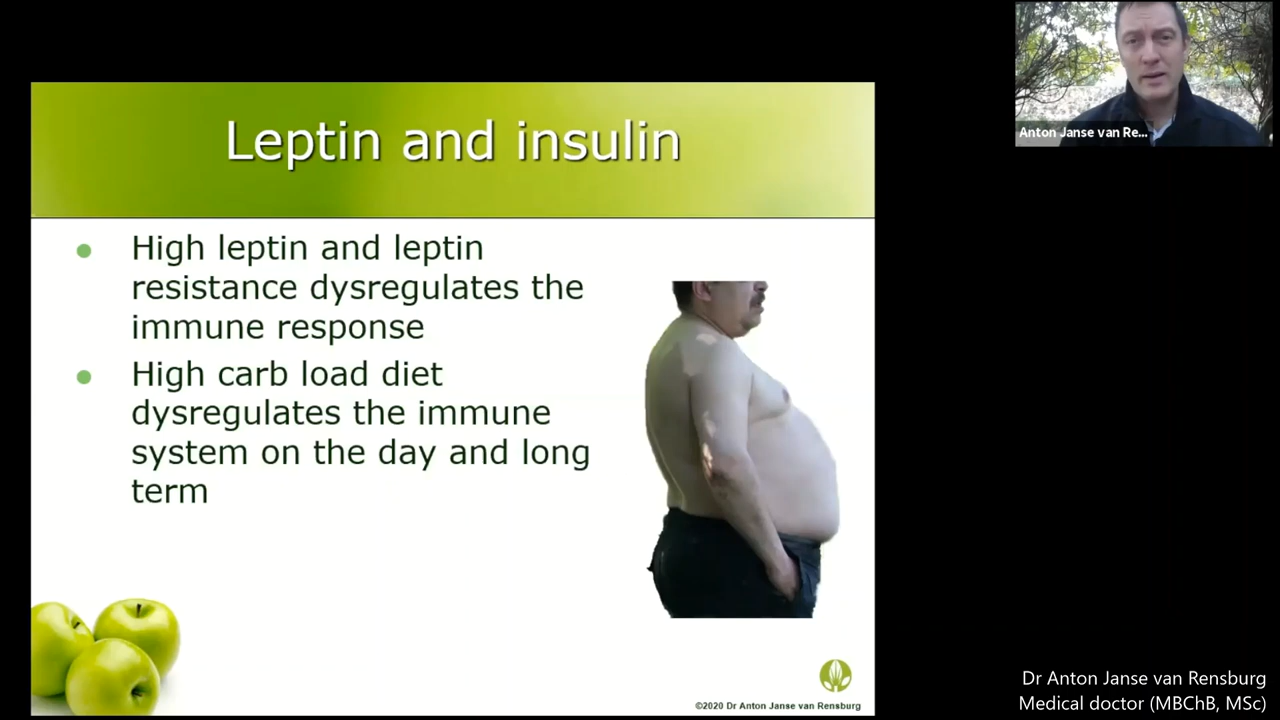 Anton Janse van Re...
Leptin and insulin
High leptin and leptin
resistance dysregulates the
immune response
High carb load diet
dysregulates the immune
system on the day and long
term
©2020 Dr Anton Janse van Rensburg
Dr Anton Janse van Rensburg
Medical doctor (MBChB, MSc)